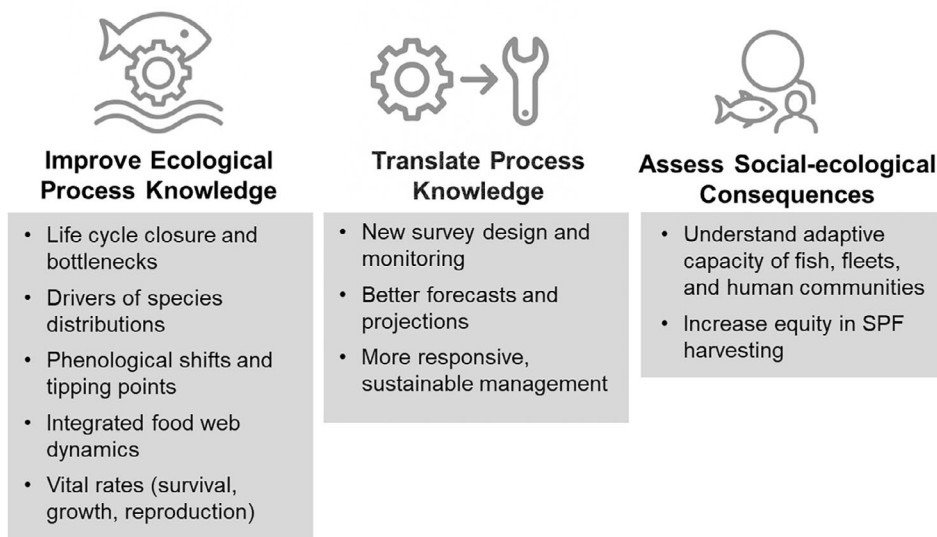 Improve Ecological
Process Knowledge
• Life cycle closure and
bottlenecks
• Drivers of species
distributions
• Phenological shifts and
tipping points
• Integrated food web
dynamics
• Vital rates (survival,
growth, reproduction)
Translate Process
Knowledge
• New survey design and
monitoring
• Better forecasts and
projections
• More responsive,
sustainable management
Assess Social-ecological
Consequences
• Understand adaptive
capacity of fish, fleets,
and human communities
• Increase equity in SPF
harvesting